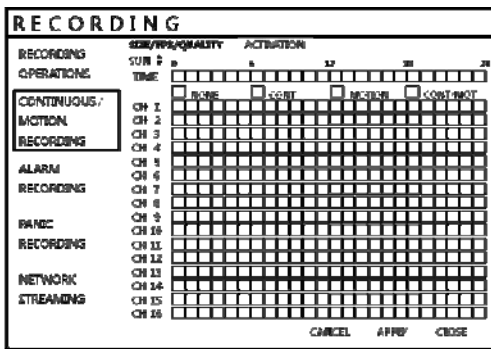 RECORDING
RECORDING
OPERATIONS
CONTINUOUS/
MOTION
RECORDING
ALARM
RECORDING
PANIC
RECORDING
NETWORK
STREAMING
SIZE/FPS/QUALITY ACTIVATION
SUN
TIME 0 6 12 18 24
NONE CONT MOTION CONT+MOT
CH 1
CH 2
CH 3
CH 4
CH 5
CH 6
CH 7
CH 8
CH 9
CH 10
CH 11
CH 12
CH 13
CH 14
CH 15
CH 16
CANCEL APPLY CLOSE